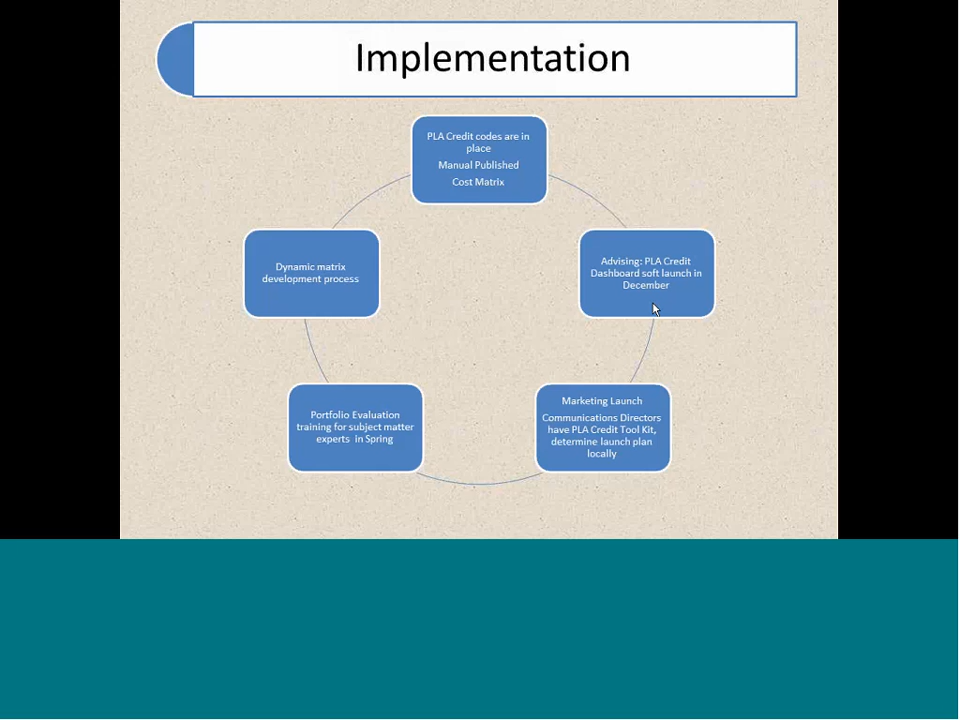 Implementation
PLA Credit codes are in
place
Manual Published
Cost Matrix
Advising: PLA Credit
Dashboard soft launch in
December
Marketing Launch
Communications Directors
have PLA Credit Tool Kit,
determine launch plan
locally
Portfolio Evaluation
training for subject matter
experts in Spring
Dynamic matrix
development process